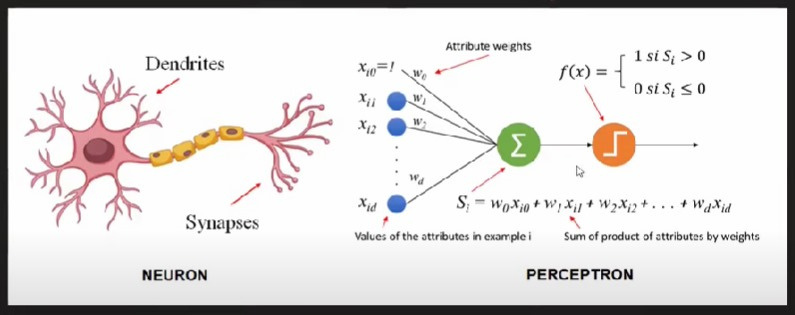 Dendrites
Synapses
NEURON
Attribute weights
x_{i0}=1
x_{i1}
x_{i2}
x_{id}
w_0
w_1
w_2
w_d
Σ
f(x) = { 1 si S_i > 0
0 si S_i ≤ 0
S_i = w_0x_{i0} + w_1x_{i1} + w_2x_{i2} + . . . + w_dx_{id}
Values of the attributes in example i
Sum of product of attributes by weights
PERCEPTRON